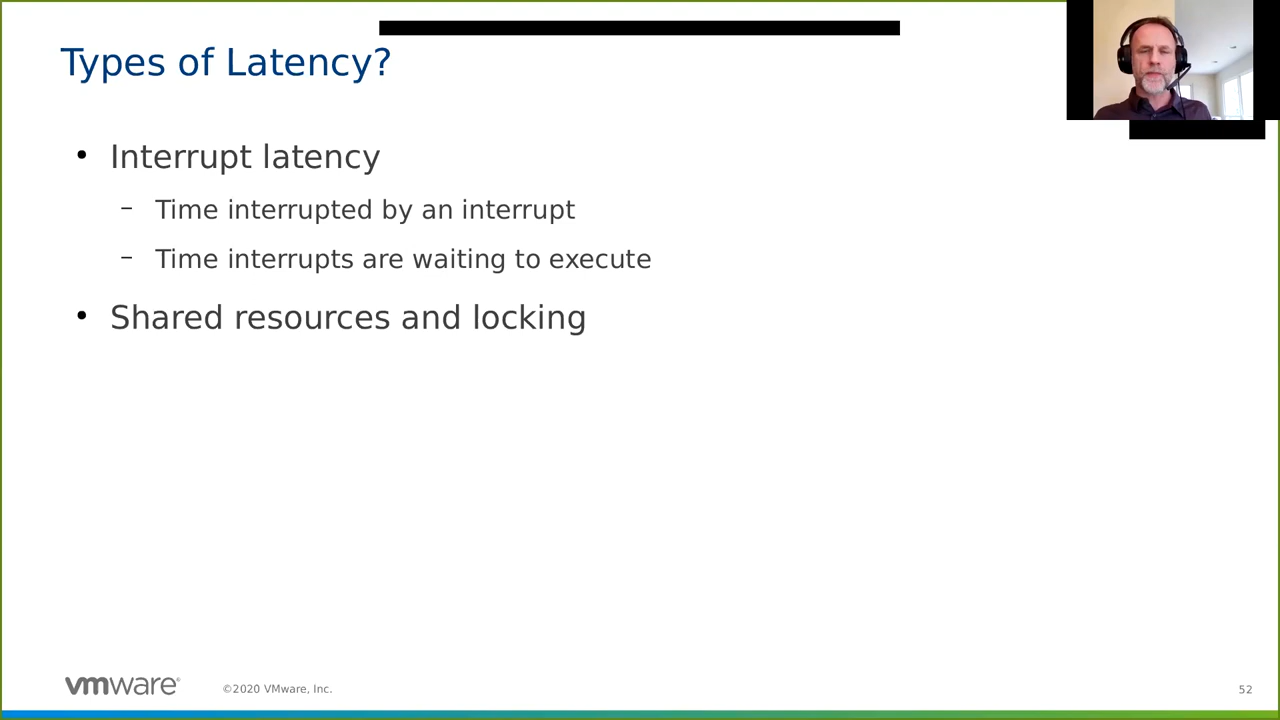 Types of Latency?
• Interrupt latency
– Time interrupted by an interrupt
– Time interrupts are waiting to execute
• Shared resources and locking
vmware®
©2020 VMware, Inc.
52